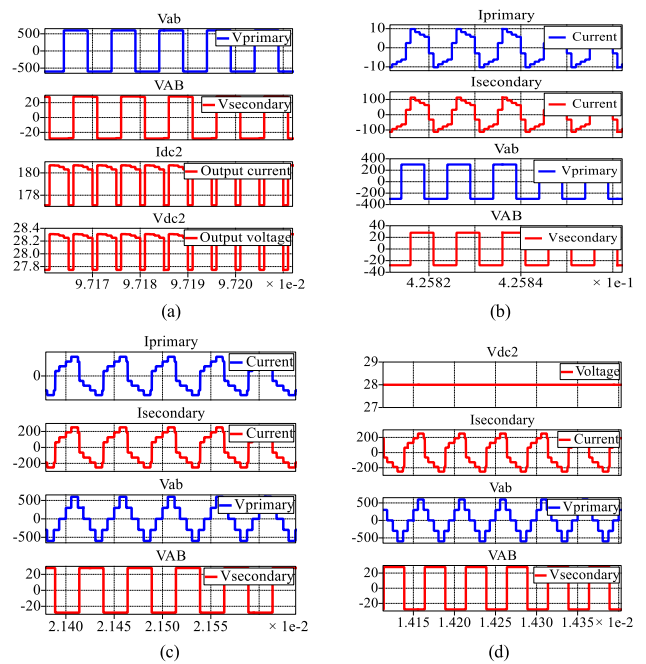 Vab
500
0
-500
Vprimary
VAB
20
0
-20
Vsecondary
Idc2
180
178
Output current
Vdc2
28.4
28.2
28.0
27.8
Output voltage
9.717 9.718 9.719 9.720 × 1e-2
(a)
Iprimary
10
0
-10
Current
Isecondary
100
0
-100
Current
Vab
400
200
0
-200
-400
Vprimary
VAB
40
20
0
-20
-40
Vsecondary
4.2582 4.2584 × 1e-1
(b)
Iprimary
0
Current
Isecondary
200
0
-200
Current
Vab
500
0
-500
Vprimary
VAB
20
0
-20
Vsecondary
2.140 2.145 2.150 2.155 × 1e-2
(c)
Vdc2
29
28
27
Voltage
Isecondary
200
0
-200
Current
Vab
500
0
-500
Vprimary
VAB
20
0
-20
Vsecondary
1.415 1.420 1.425 1.430 1.435 × 1e-2
(d)